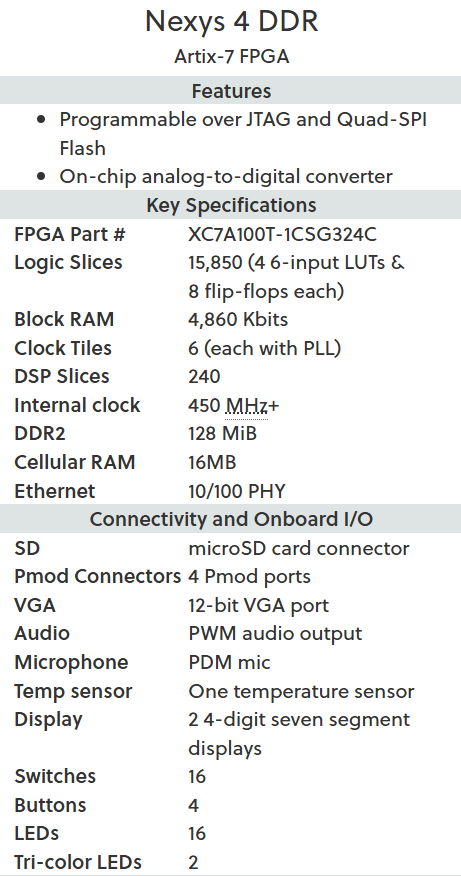 Nexys 4 DDR
Artix-7 FPGA
Features
• Programmable over JTAG and Quad-SPI
Flash
• On-chip analog-to-digital converter
Key Specifications
FPGA Part # XC7A100T-1CSG324C
Logic Slices 15,850 (4 6-input LUTs &
8 flip-flops each)
Block RAM 4,860 Kbits
Clock Tiles 6 (each with PLL)
DSP Slices 240
Internal clock 450 MHz+
DDR2 128 MiB
Cellular RAM 16MB
Ethernet 10/100 PHY
Connectivity and Onboard I/O
SD microSD card connector
Pmod Connectors 4 Pmod ports
VGA 12-bit VGA port
Audio PWM audio output
Microphone PDM mic
Temp sensor One temperature sensor
Display 2 4-digit seven segment
displays
Switches 16
Buttons 4
LEDs 16
Tri-color LEDs 2